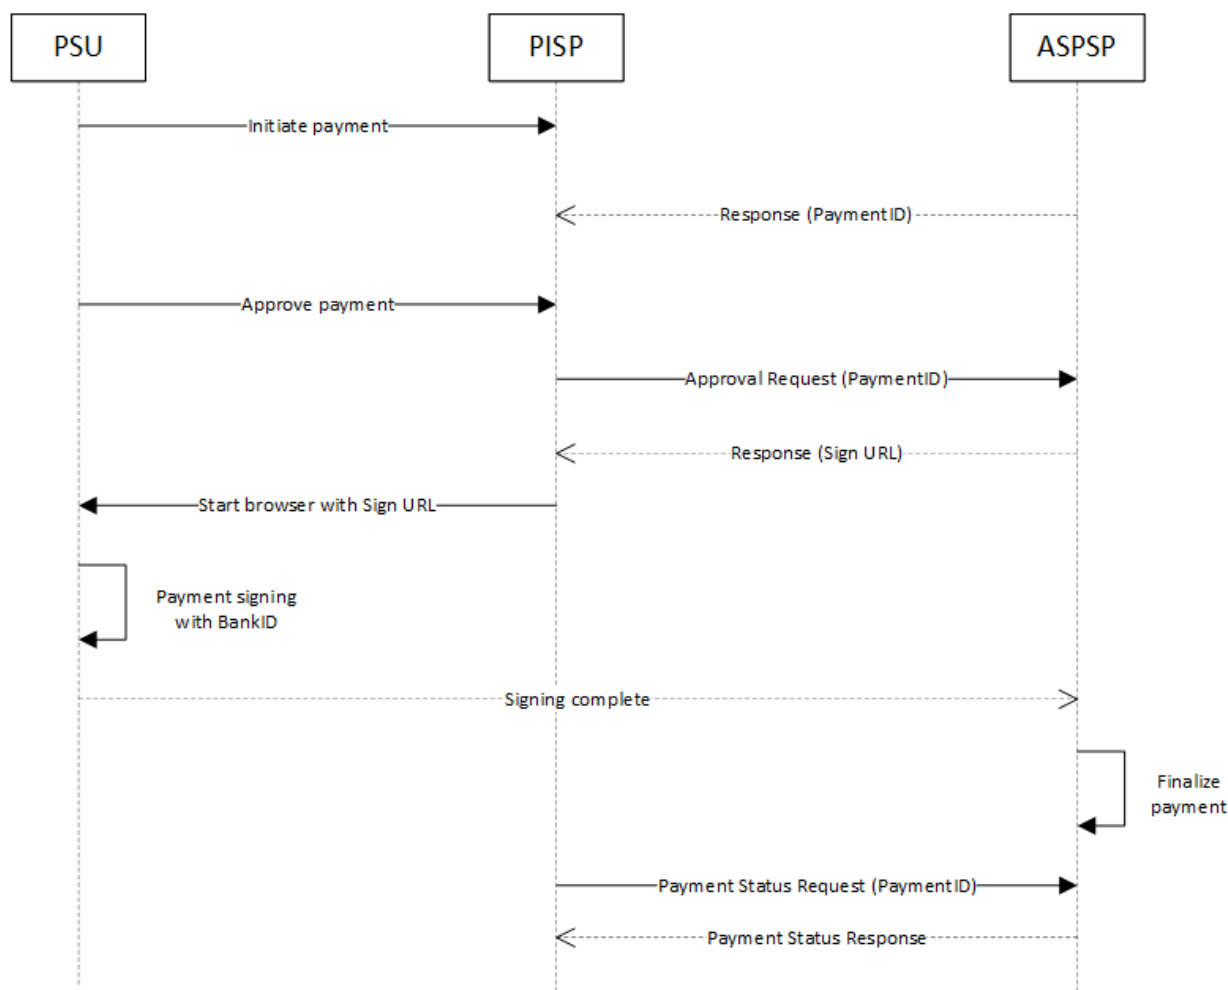 PSU
PISP
ASPSP
Initiate payment
Response (PaymentID)
Approve payment
Approval Request (PaymentID)
Response (Sign URL)
Start browser with Sign URL
Payment signing
with BankID
Signing complete
Finalize
payment
Payment Status Request (PaymentID)
Payment Status Response